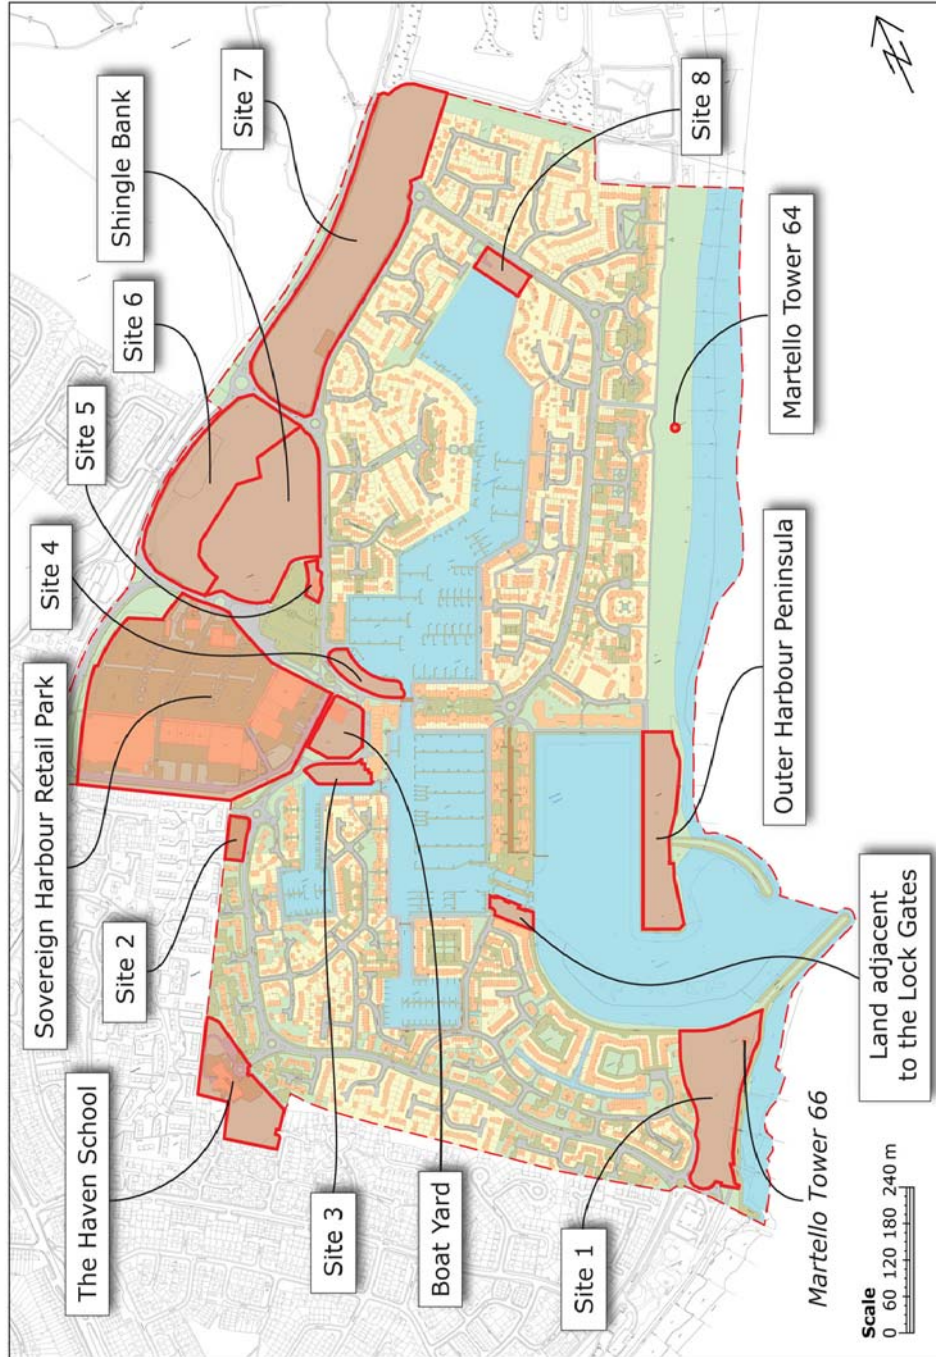 The Haven School
Site 2
Sovereign Harbour Retail Park
Site 4
Site 5
Site 6
Shingle Bank
Site 7
Site 3
Boat Yard
Site 8
Site 1
Martello Tower 66
Land adjacent
to the Lock Gates
Outer Harbour Peninsula
Martello Tower 64
Scale
0 60 120 180 240 m
N